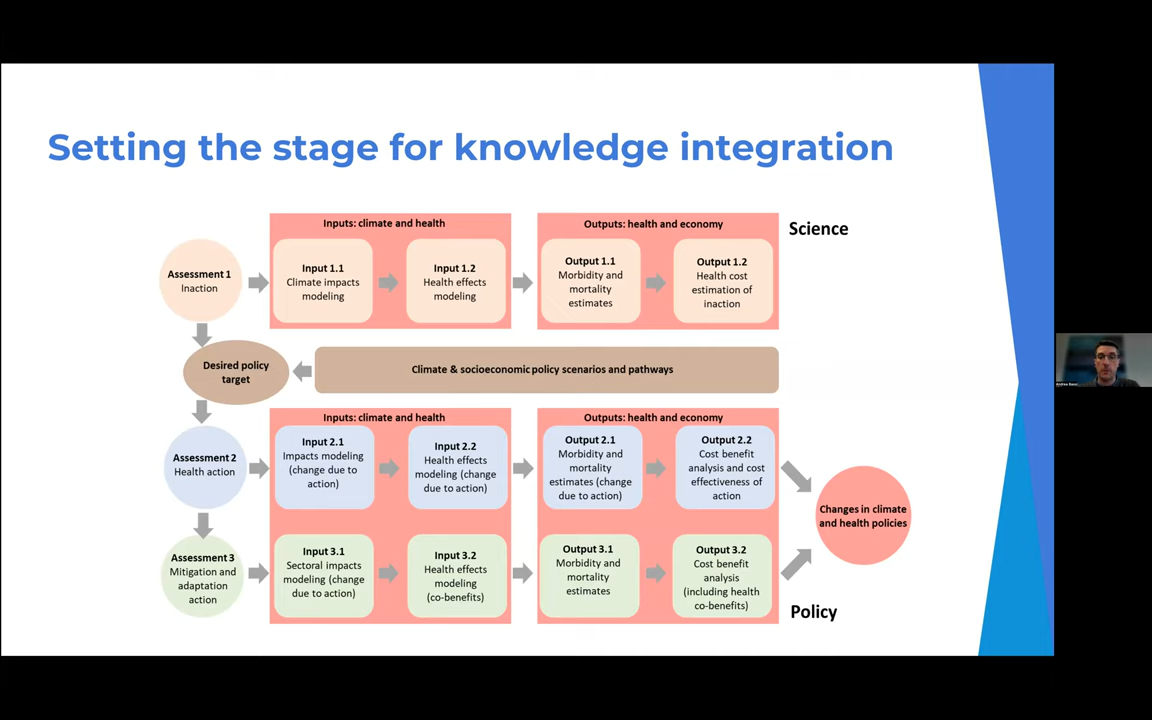 Setting the stage for knowledge integration
Inputs: climate and health
Outputs: health and economy
Science
Assessment 1
Inaction
Input 1.1
Climate impacts
modeling
Input 1.2
Health effects
modeling
Output 1.1
Morbidity and
mortality
estimates
Output 1.2
Health cost
estimation of
inaction
Desired policy
target
Climate & socioeconomic policy scenarios and pathways
Inputs: climate and health
Outputs: health and economy
Assessment 2
Health action
Input 2.1
Impacts modeling
(change due to
action)
Input 2.2
Health effects
modeling (change
due to action)
Output 2.1
Morbidity and
mortality
estimates (change
due to action)
Output 2.2
Cost benefit
analysis and cost
effectiveness of
action
Changes in climate
and health policies
Assessment 3
Mitigation and
adaptation
action
Input 3.1
Sectoral impacts
modeling (change
due to action)
Input 3.2
Health effects
modeling
(co-benefits)
Output 3.1
Morbidity and
mortality
estimates
Output 3.2
Cost benefit
analysis
(including health
co-benefits)
Policy